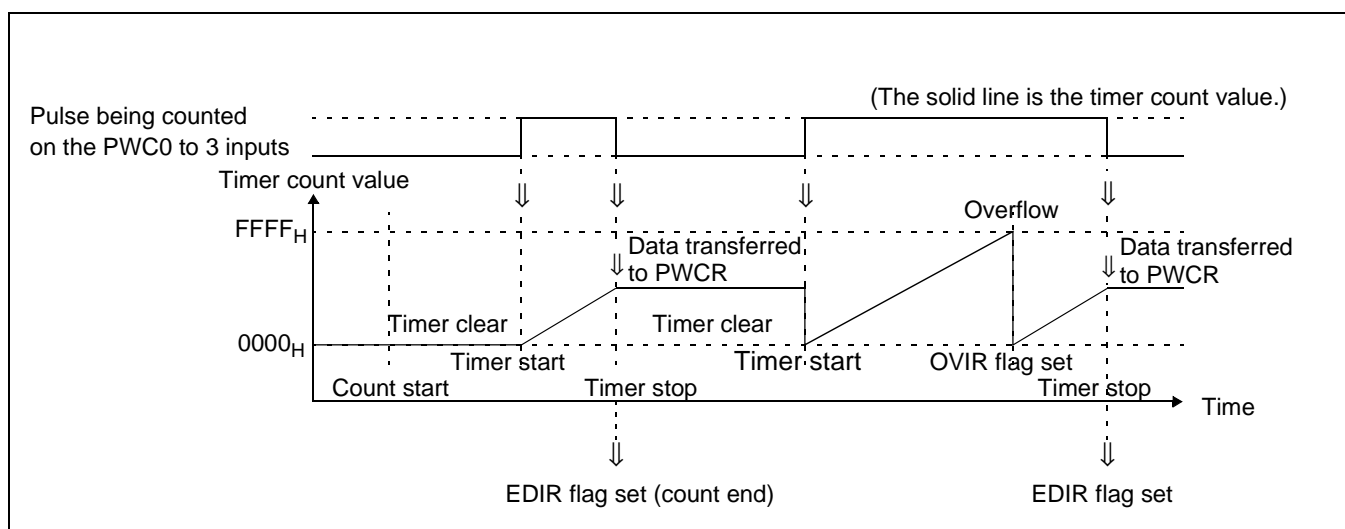 (The solid line is the timer count value.)
Pulse being counted
on the PWC0 to 3 inputs
Timer count value
Overflow
FFFFH
Data transferred
to PWCR
Data transferred
to PWCR
Timer clear
Timer clear
0000H
Timer start
Timer start
OVIR flag set
Count start
Timer stop
Timer stop
Time
EDIR flag set (count end)
EDIR flag set